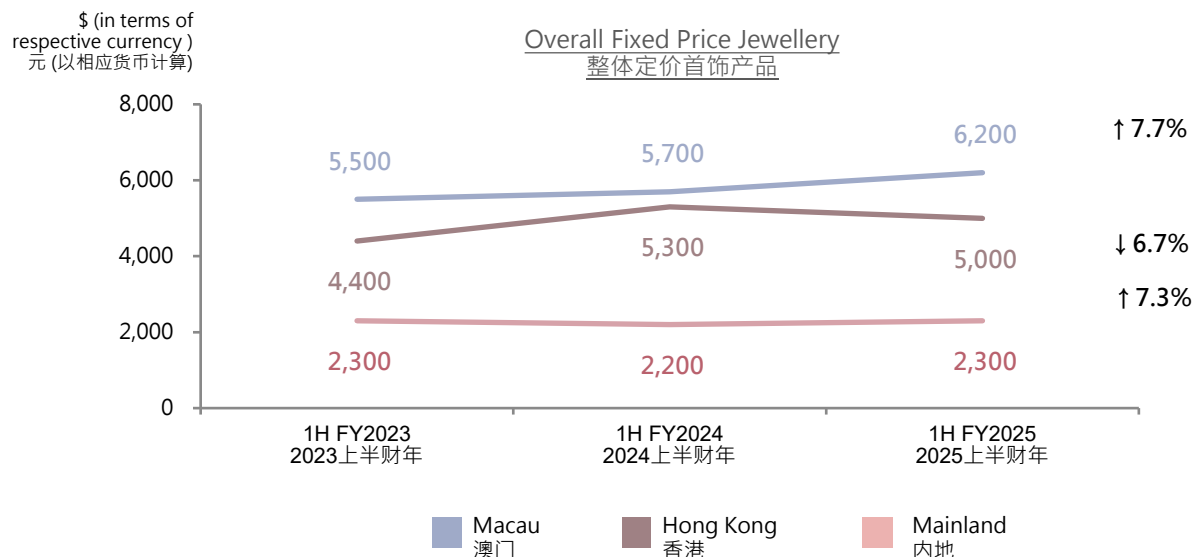 $ (in terms of
respective currency )
元 (以相应货币计算)
Overall Fixed Price Jewellery
整体定价首饰产品
8,000
6,000
4,000
2,000
0
5,500
5,700
6,200
↑ 7.7%
4,400
5,300
5,000
↓ 6.7%
2,300
2,200
2,300
↑ 7.3%
1H FY2023
2023上半财年
1H FY2024
2024上半财年
1H FY2025
2025上半财年
Macau
澳门
Hong Kong
香港
Mainland
内地